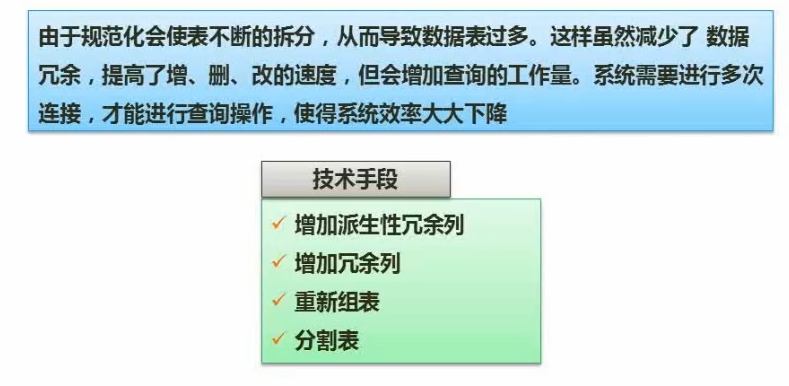 由于规范化会使表不断的拆分，从而导致数据表过多。这样虽然减少了 数据
冗余，提高了增、删、改的速度，但会增加查询的工作量。系统需要进行多次
连接，才能进行查询操作，使得系统效率大大下降
技术手段
✓ 增加派生性冗余列
✓ 增加冗余列
✓ 重新组表
✓ 分割表